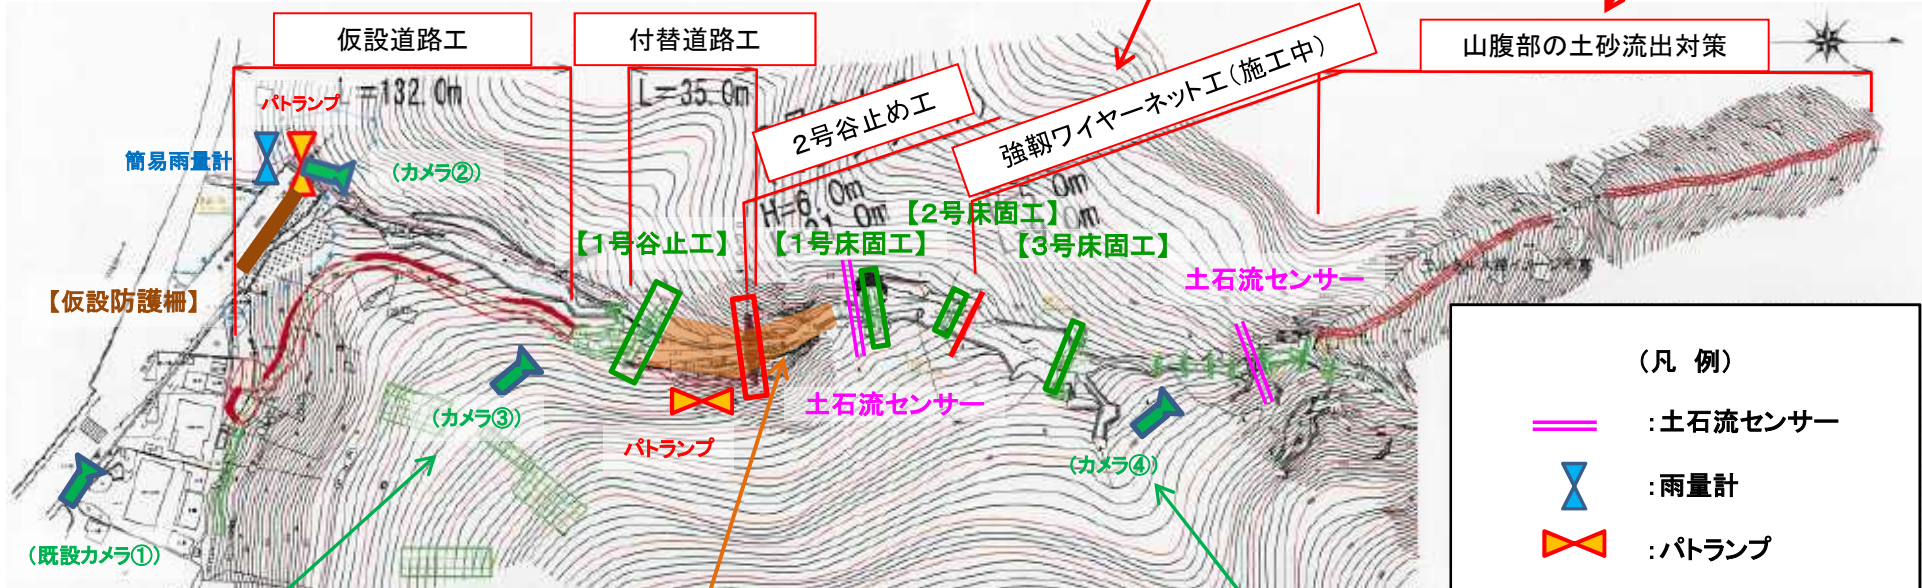 仮設道路工
付替道路工
山腹部の土砂流出対策
2号谷止め工
強靱ワイヤーネット工(施工中)
パトランプ
=132.0m
L=35.0m
簡易雨量計
(カメラ②)
H=6.0m
【2号床固工】
【1号谷止工】
【1号床固工】
【3号床固工】
土石流センサー
【仮設防護柵】
(カメラ③)
土石流センサー
パトランプ
(カメラ④)
(既設カメラ①)
(凡 例)
:土石流センサー
:雨量計
:パトランプ